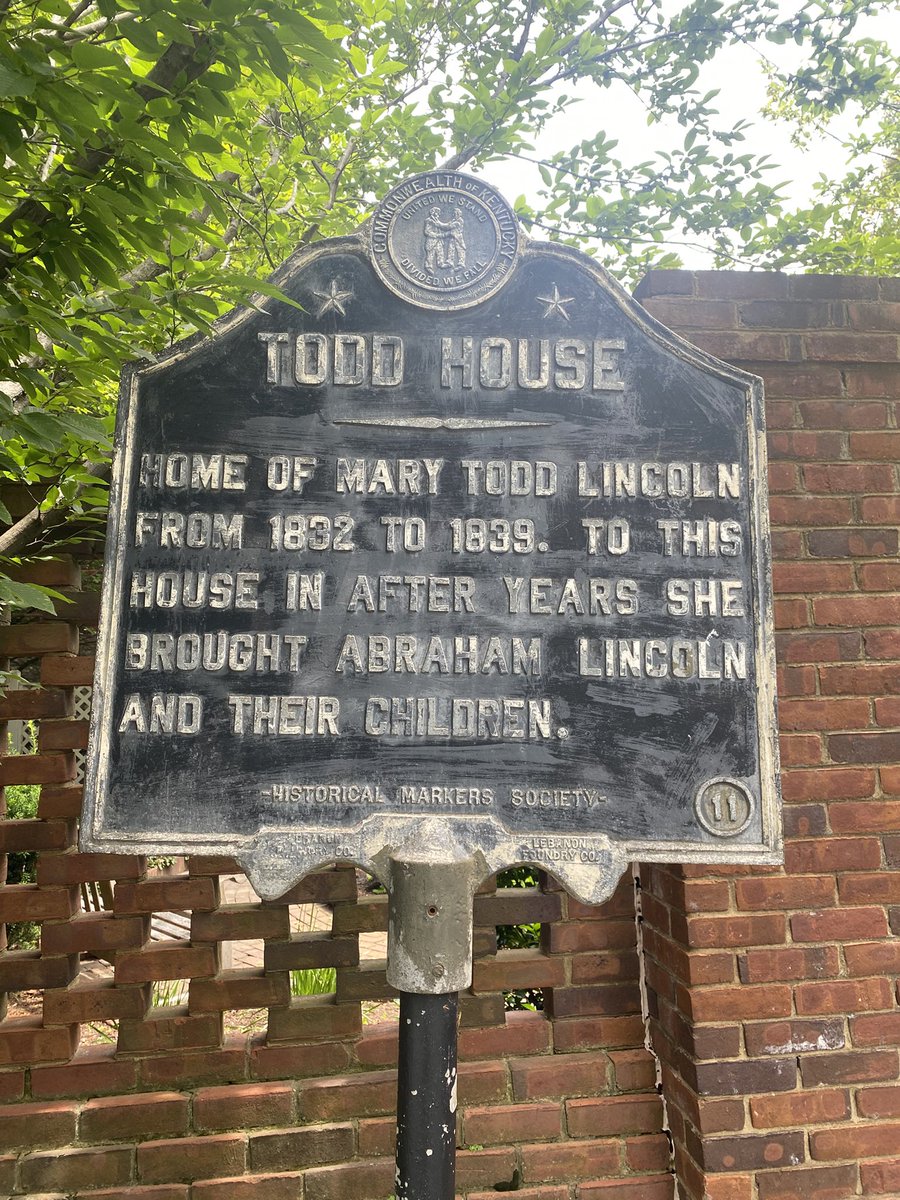 COMMONWEALTH OF KENTUCKY
UNITED WE STAND
DIVIDED WE FALL
TODD HOUSE
HOME OF MARY TODD LINCOLN
FROM 1832 TO 1839. TO THIS
HOUSE IN AFTER YEARS SHE
BROUGHT ABRAHAM LINCOLN
AND THEIR CHILDREN.
-HISTORICAL MARKERS SOCIETY-
11
LEBANON
FOUNDRY CO.